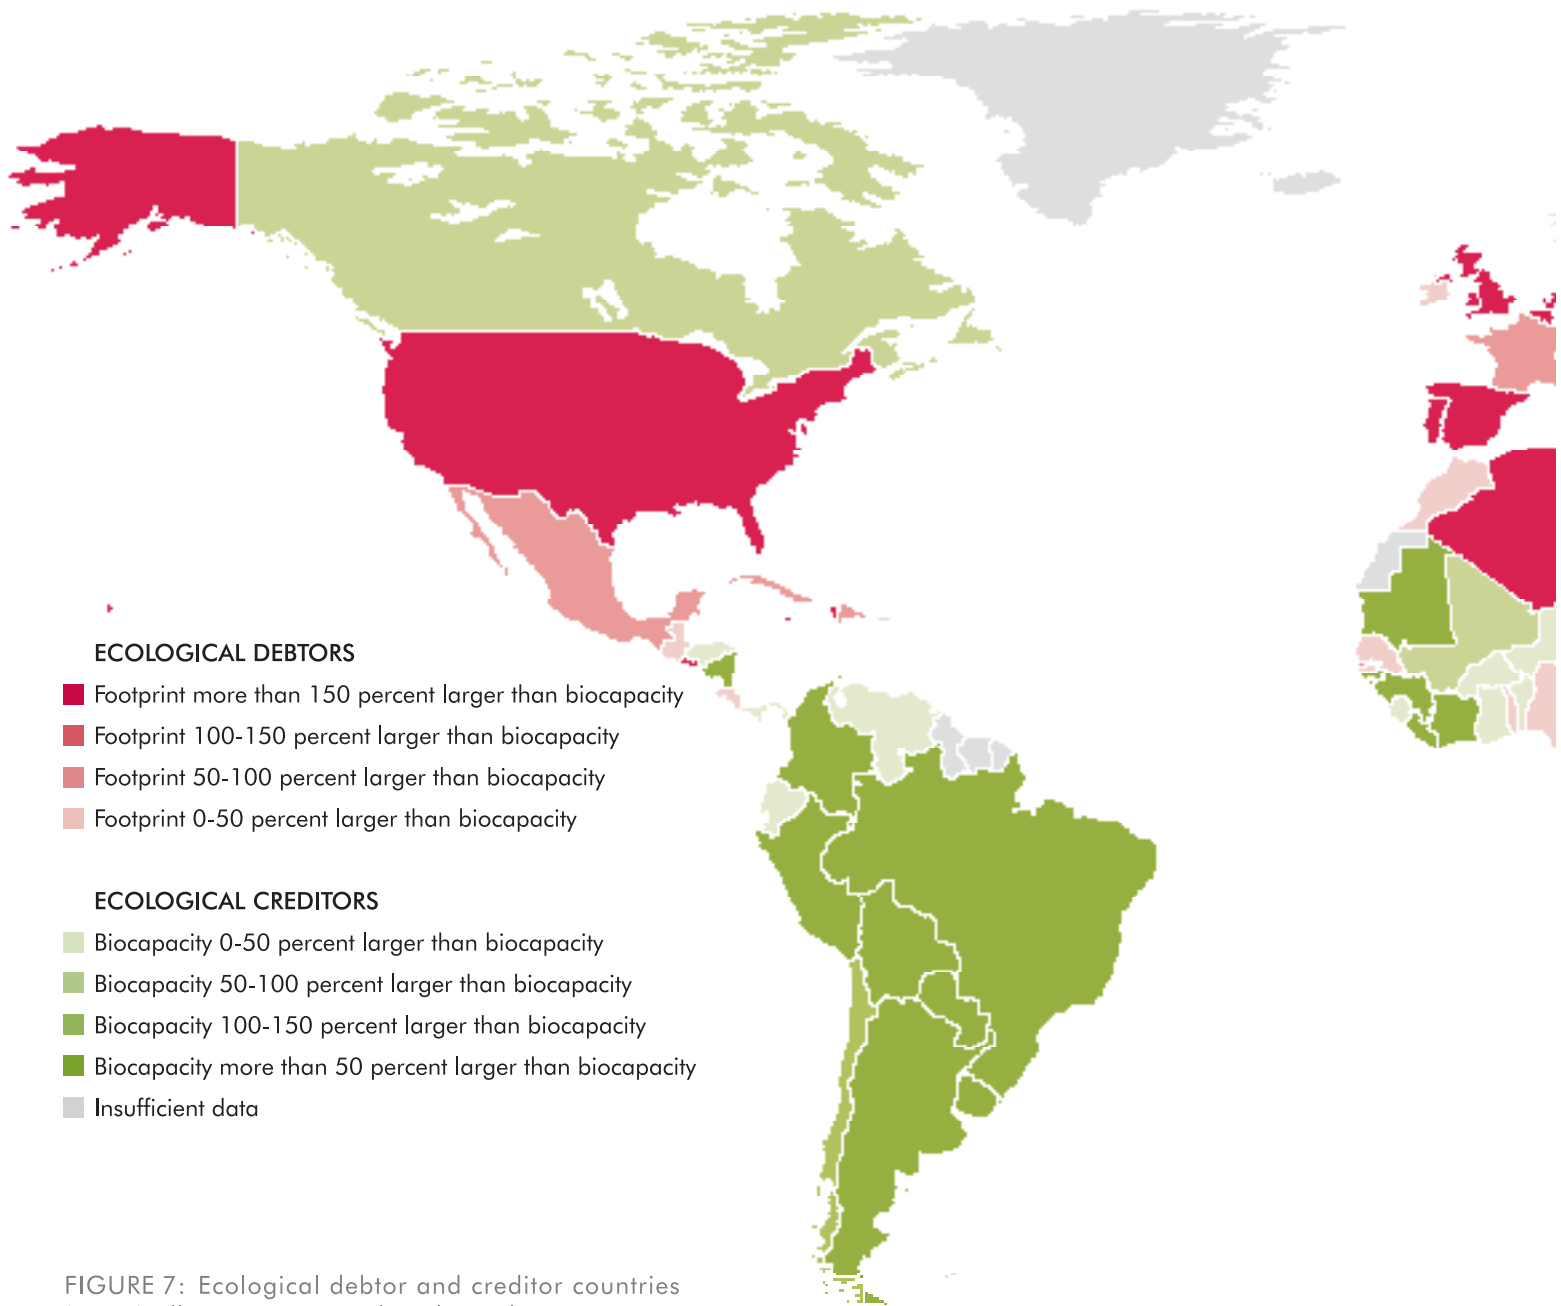 ECOLOGICAL DEBTORS
Footprint more than 150 percent larger than biocapacity
Footprint 100-150 percent larger than biocapacity
Footprint 50-100 percent larger than biocapacity
Footprint 0-50 percent larger than biocapacity
ECOLOGICAL CREDITORS
Biocapacity 0-50 percent larger than biocapacity
Biocapacity 50-100 percent larger than biocapacity
Biocapacity 100-150 percent larger than biocapacity
Biocapacity more than 50 percent larger than biocapacity
Insufficient data
FIGURE 7: Ecological debtor and creditor countries